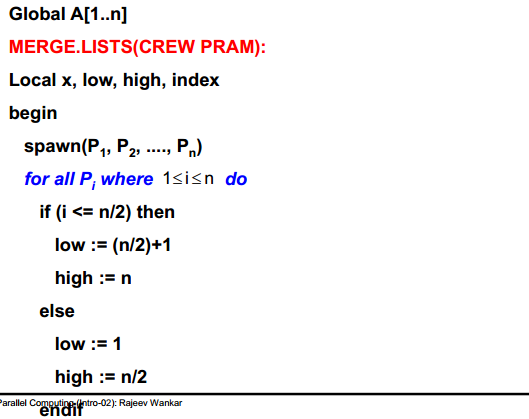 Global A[1..n]
MERGE.LISTS(CREW PRAM):
Local x, low, high, index
begin
spawn(P1, P2, ...., Pn)
for all Pi where 1≤i≤n do
if (i <= n/2) then
low := (n/2)+1
high := n
else
low := 1
high := n/2
Parallel Computing (Intro-02): Rajeev Wankar
endif